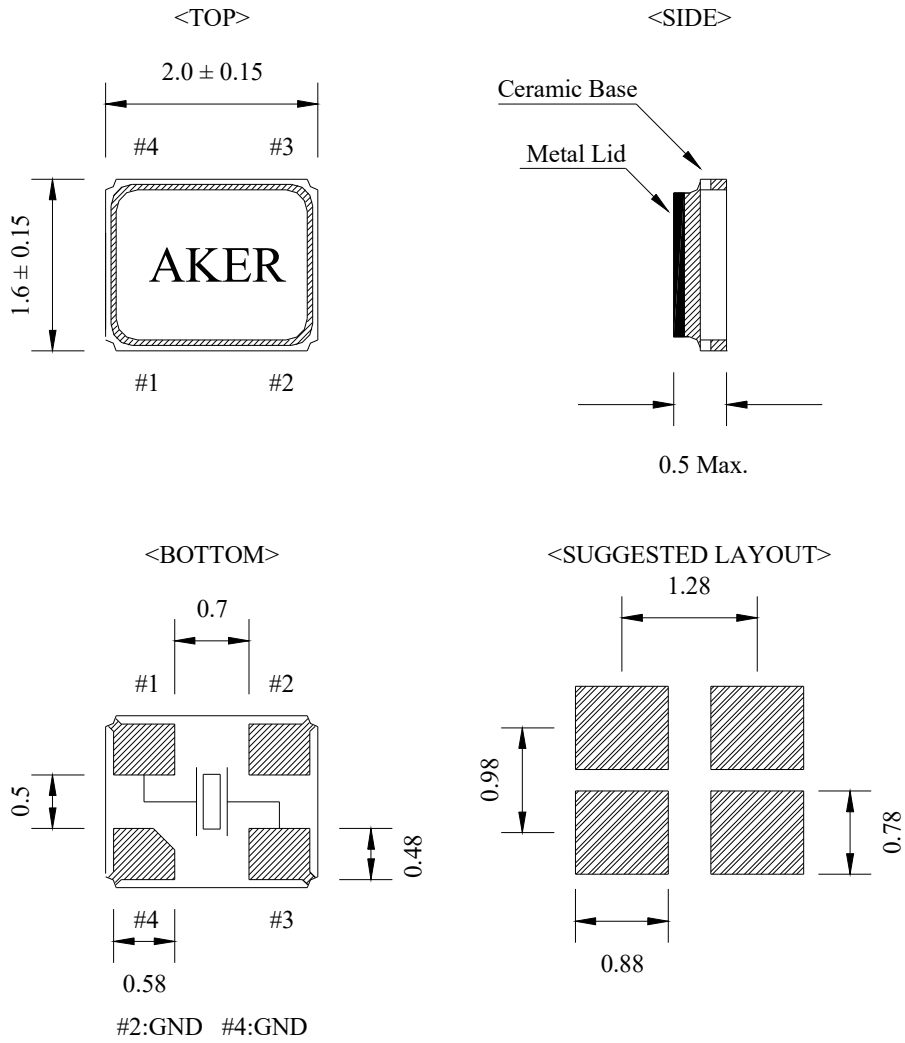 <TOP>
2.0 ± 0.15
#4 #3
1.6 ± 0.15
AKER
#1 #2
<SIDE>
Ceramic Base
Metal Lid
0.5 Max.
<BOTTOM>
0.7
#1 #2
0.5
0.48
#4 #3
0.58
#2:GND #4:GND
<SUGGESTED LAYOUT>
1.28
0.98
0.78
0.88